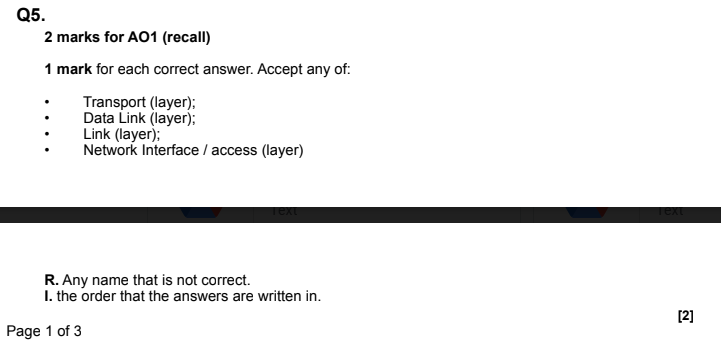 Q5.
2 marks for AO1 (recall)
1 mark for each correct answer. Accept any of:
• Transport (layer);
• Data Link (layer);
• Link (layer);
• Network Interface / access (layer)
Text Text
R. Any name that is not correct.
I. the order that the answers are written in.
[2]
Page 1 of 3